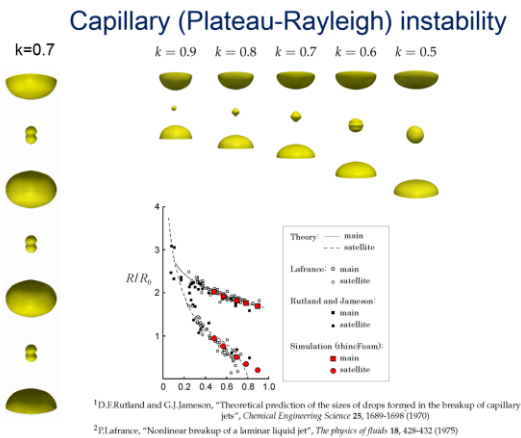 Capillary (Plateau-Rayleigh) instability
k=0.7
k = 0.9 k = 0.8 k = 0.7 k = 0.6 k = 0.5
4
3
2
1
R/R0
0 0.2 0.4 0.6 0.8 1.0
Theory: main
satellite
Lafrance: main
satellite
Rutland and Jameson:
main
satellite
Simulation (thincFoam):
main
satellite
1D.F.Rutland and G.J.Jameson, "Theoretical prediction of the sizes of drops formed in the breakup of capillary
jets", Chemical Engineering Science 25, 1689-1698 (1970)
2P.Lafrance, "Nonlinear breakup of a laminar liquid jet", The physics of fluids 18, 428-432 (1975)